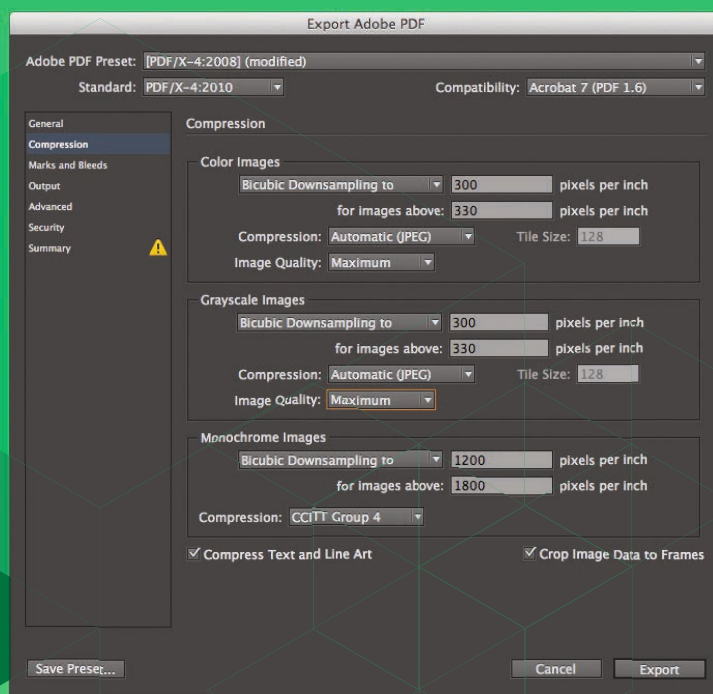 Export Adobe PDF
Adobe PDF Preset: [PDF/X-4:2008] (modified)
Standard: PDF/X-4:2010 Compatibility: Acrobat 7 (PDF 1.6)
General
Compression
Marks and Bleeds
Output
Advanced
Security
Summary
Compression
Color Images
Bicubic Downsampling to 300 pixels per inch
for images above: 330 pixels per inch
Compression: Automatic (JPEG) Tile Size: 128
Image Quality: Maximum
Grayscale Images
Bicubic Downsampling to 300 pixels per inch
for images above: 330 pixels per inch
Compression: Automatic (JPEG) Tile Size: 128
Image Quality: Maximum
Monochrome Images
Bicubic Downsampling to 1200 pixels per inch
for images above: 1800 pixels per inch
Compression: CCITT Group 4
Compress Text and Line Art Crop Image Data to Frames
Save Preset... Cancel Export